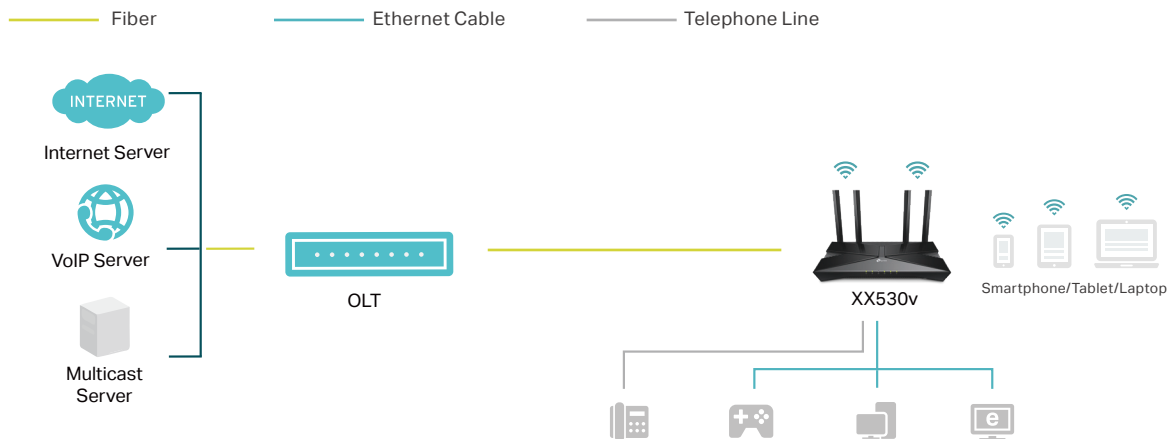 Fiber
Ethernet Cable
Telephone Line
INTERNET
Internet Server
VoIP Server
Multicast
Server
OLT
XX530v
Smartphone/Tablet/Laptop
e